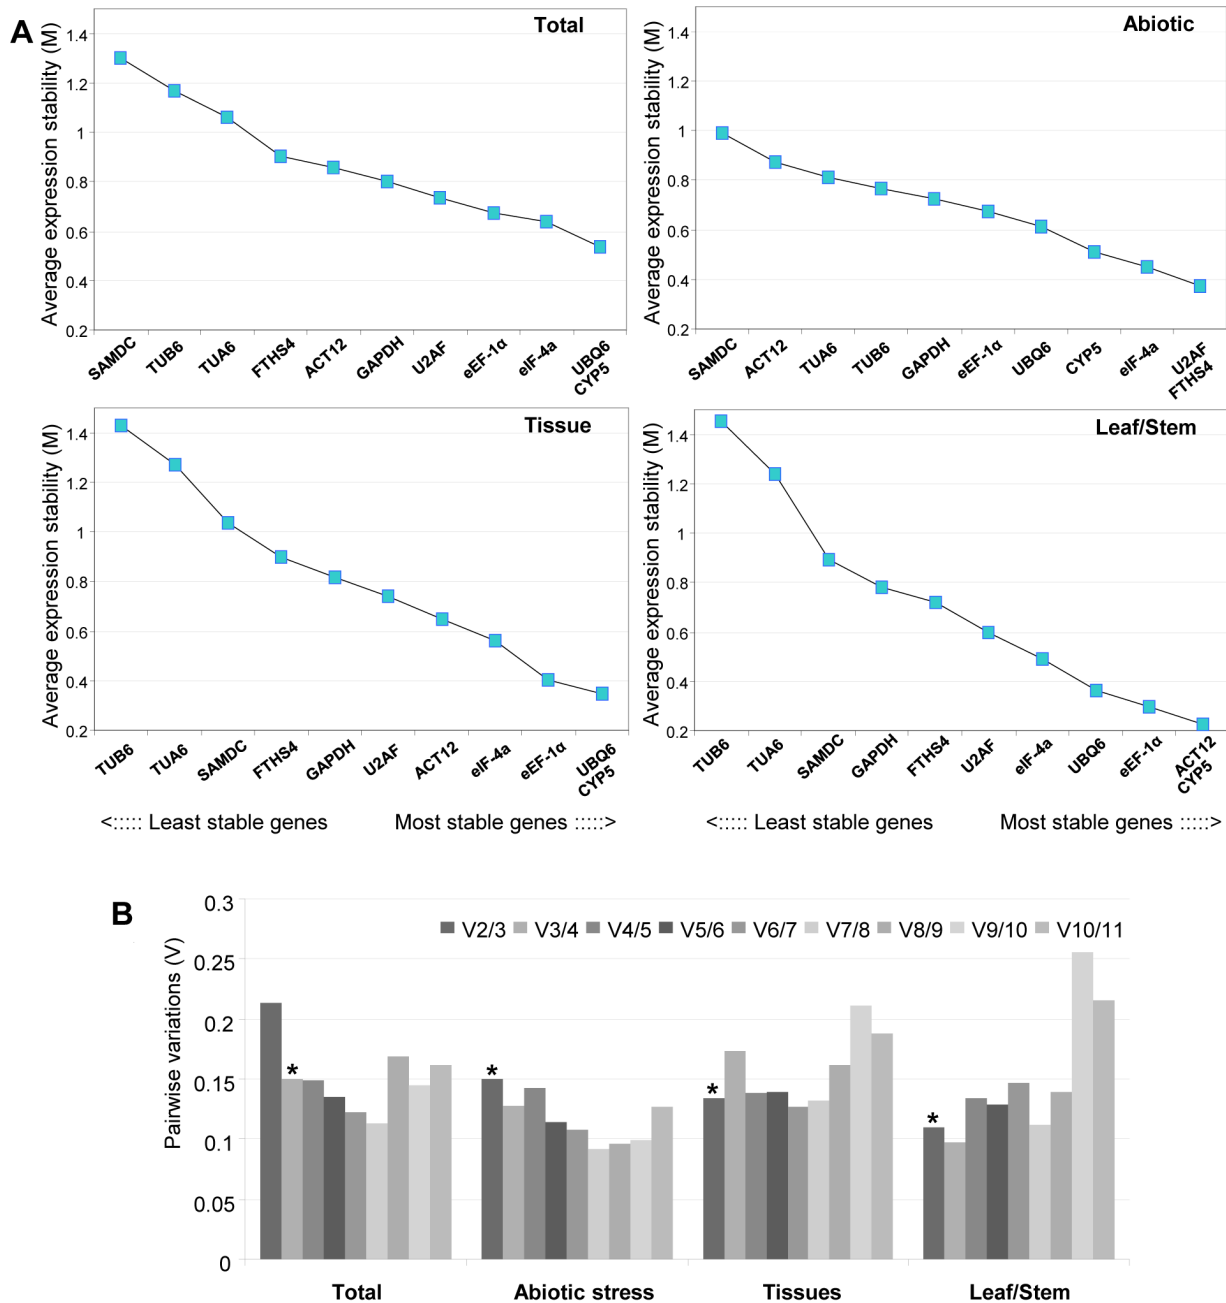 A
Total
Average expression stability (M)
1.4
1.2
1
0.8
0.6
0.4
0.2
SAMDC
TUB6
TUA6
FTHS4
ACT12
GAPDH
U2AF
eEF-1α
eIF-4a
UBQ6
CYP5
Abiotic
Average expression stability (M)
1.4
1.2
1
0.8
0.6
0.4
0.2
SAMDC
ACT12
TUA6
TUB6
GAPDH
eEF-1α
UBQ6
CYP5
eIF-4a
U2AF
FTHS4
Tissue
Average expression stability (M)
1.4
1.2
1
0.8
0.6
0.4
0.2
TUB6
TUA6
SAMDC
FTHS4
GAPDH
U2AF
ACT12
eIF-4a
eEF-1α
UBQ6
CYP5
Leaf/Stem
Average expression stability (M)
1.4
1.2
1
0.8
0.6
0.4
0.2
TUB6
TUA6
SAMDC
GAPDH
FTHS4
U2AF
eIF-4a
UBQ6
eEF-1α
ACT12
CYP5
<::::: Least stable genes Most stable genes :::::>
<::::: Least stable genes Most stable genes :::::>
B
Pairwise variations (V)
0.3
0.25
0.2
0.15
0.1
0.05
0
V2/3 V3/4 V4/5 V5/6 V6/7 V7/8 V8/9 V9/10 V10/11
*
*
*
*
Total
Abiotic stress
Tissues
Leaf/Stem